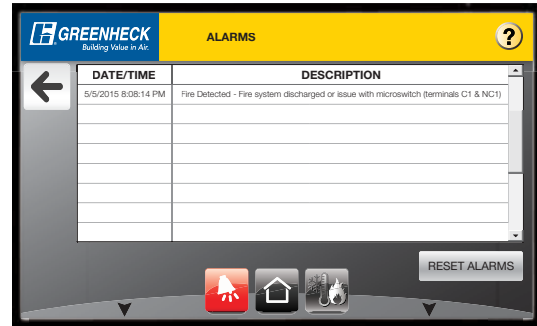 GREENHECK
Building Value in Air.
ALARMS
?
DATE/TIME DESCRIPTION
5/5/2015 8:08:14 PM Fire Detected - Fire system discharged or issue with microswitch (terminals C1 & NC1)
RESET ALARMS